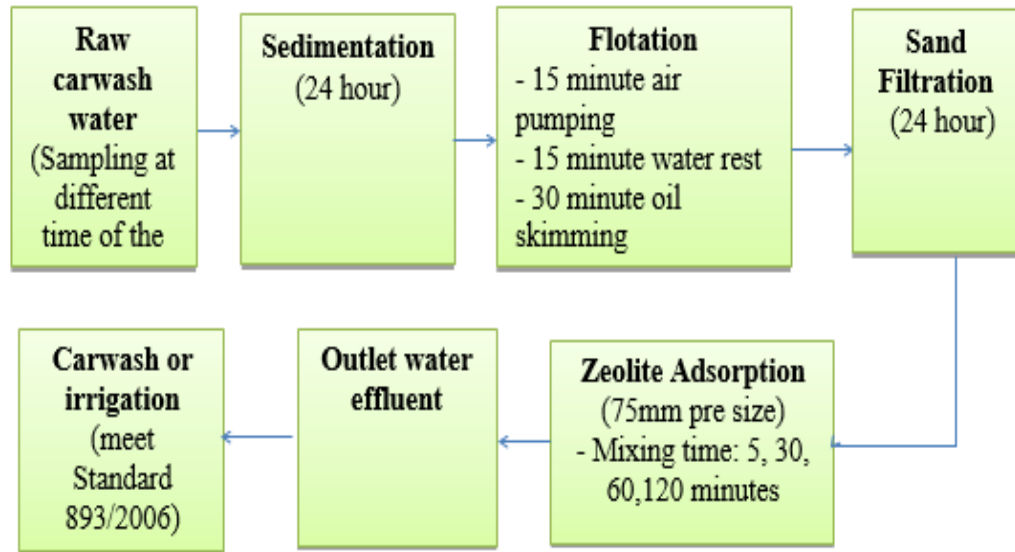 Raw
carwash
water
(Sampling at
different
time of the
Sedimentation
(24 hour)
Flotation
- 15 minute air
pumping
- 15 minute water rest
- 30 minute oil
skimming
Sand
Filtration
(24 hour)
Zeolite Adsorption
(75mm pre size)
- Mixing time: 5, 30,
60,120 minutes
Outlet water
effluent
Carwash or
irrigation
(meet
Standard
893/2006)